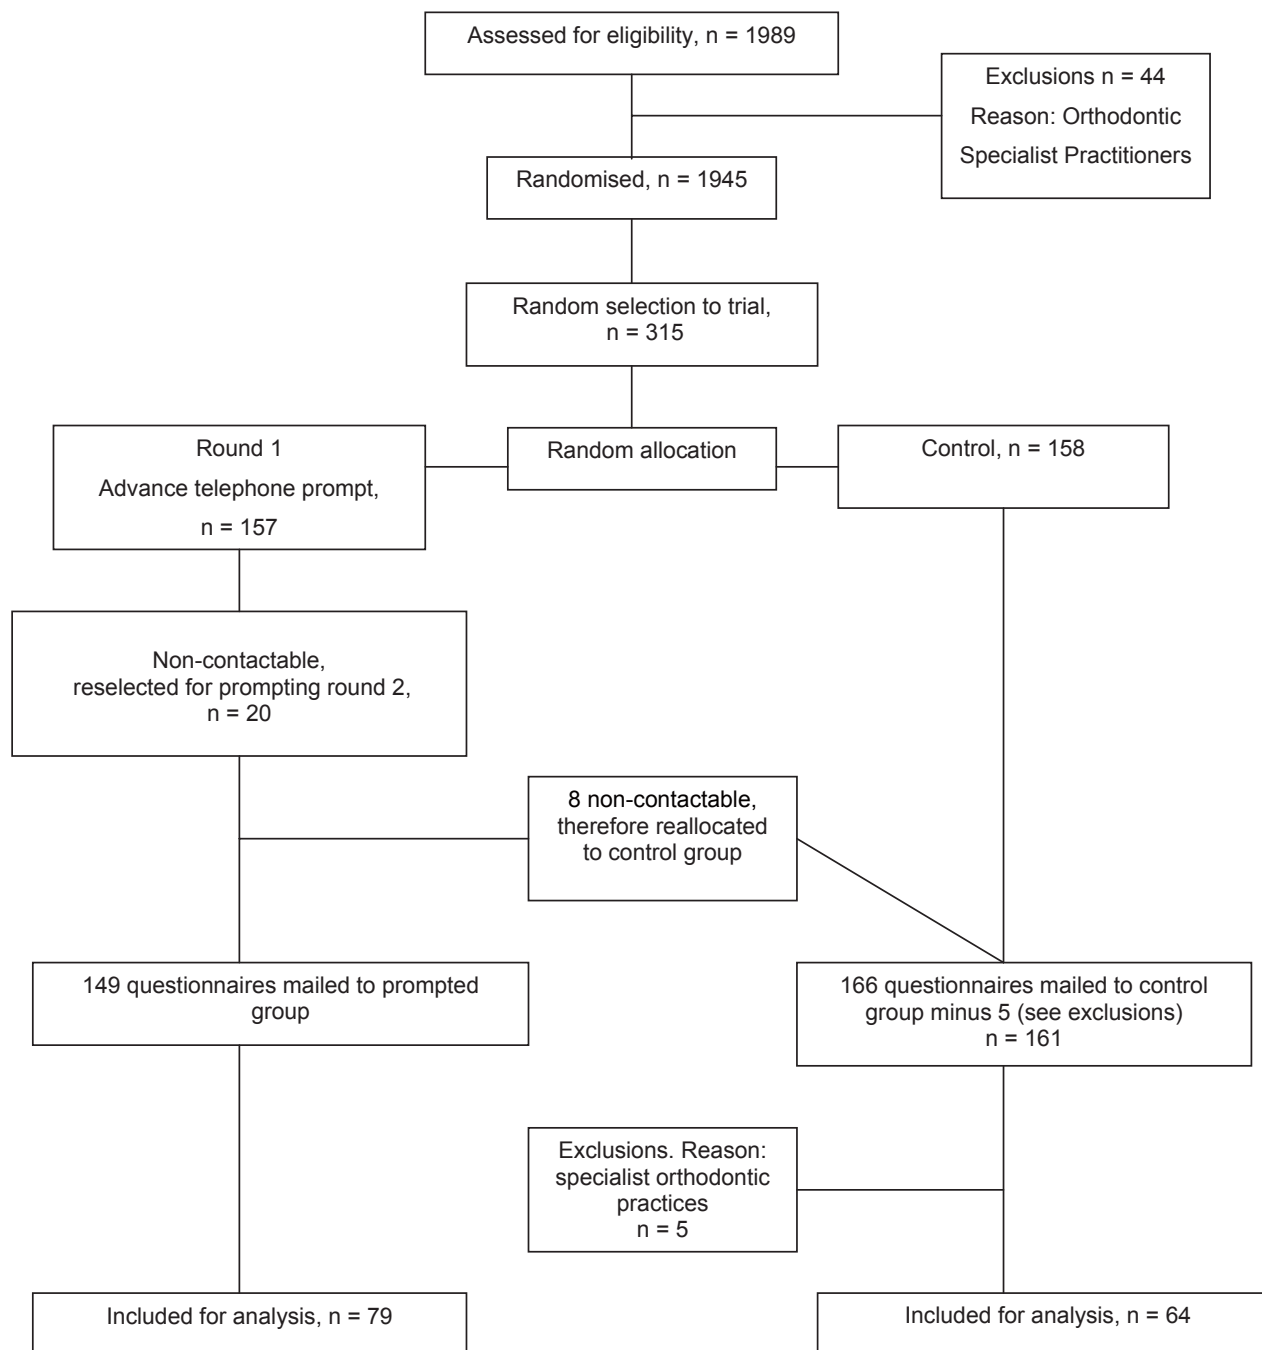 Assessed for eligibility, n = 1989
Exclusions n = 44
Reason: Orthodontic
Specialist Practitioners
Randomised, n = 1945
Random selection to trial,
n = 315
Random allocation
Round 1
Advance telephone prompt,
n = 157
Control, n = 158
Non-contactable,
reselected for prompting round 2,
n = 20
8 non-contactable,
therefore reallocated
to control group
149 questionnaires mailed to prompted
group
166 questionnaires mailed to control
group minus 5 (see exclusions)
n = 161
Exclusions. Reason:
specialist orthodontic
practices
n = 5
Included for analysis, n = 79
Included for analysis, n = 64